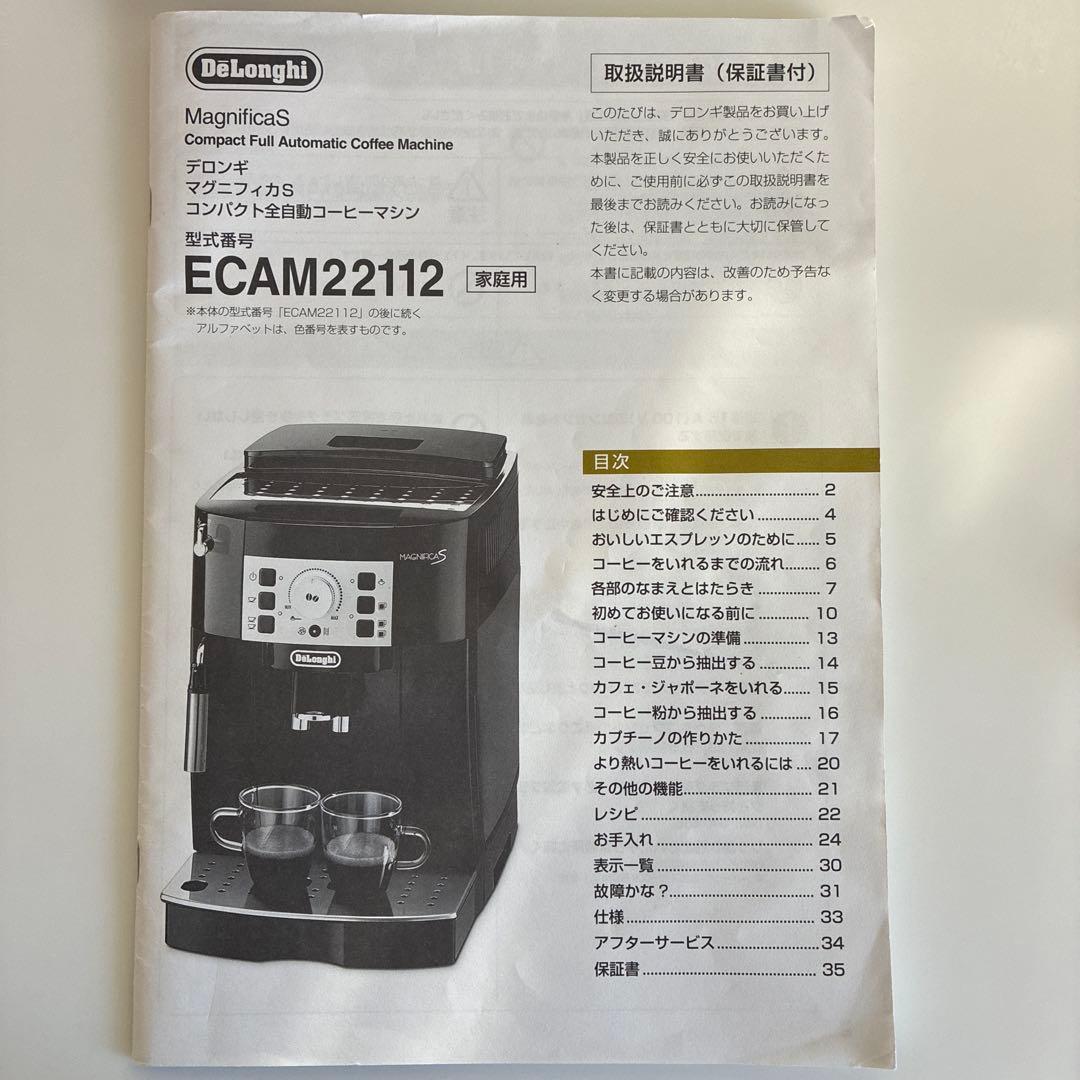 DeLonghi
MagnificaS
Compact Full Automatic Coffee Machine
デロンギ
マグニフィカS
コンパクト全自動コーヒーマシン
型式番号
ECAM22112 家庭用
※本体の型式番号「ECAM22112」の後に続く
アルファベットは、色番号を表すものです。
取扱説明書（保証書付）
このたびは、デロンギ製品をお買い上げ
いただき、誠にありがとうございます。
本製品を正しく安全にお使いいただくた
めに、ご使用前に必ずこの取扱説明書を
最後までお読みください。お読みになっ
た後は、保証書とともに大切に保管して
ください。
本書に記載の内容は、改善のため予告な
く変更する場合があります。
MAGNIFICA S
DeLonghi
目次
安全上のご注意................................ 2
はじめにご確認ください................ 4
おいしいエスプレッソのために...... 5
コーヒーをいれるまでの流れ......... 6
各部のなまえとはたらき................ 7
初めてお使いになる前に............. 10
コーヒーマシンの準備................. 13
コーヒー豆から抽出する............. 14
カフェ・ジャポーネをいれる....... 15
コーヒー粉から抽出する............. 16
カプチーノの作りかた................. 17
より熱いコーヒーをいれるには.... 20
その他の機能................................ 21
レシピ............................................ 22
お手入れ........................................ 24
表示一覧........................................ 30
故障かな？.................................... 31
仕様................................................ 33
アフターサービス......................... 34
保証書............................................ 35